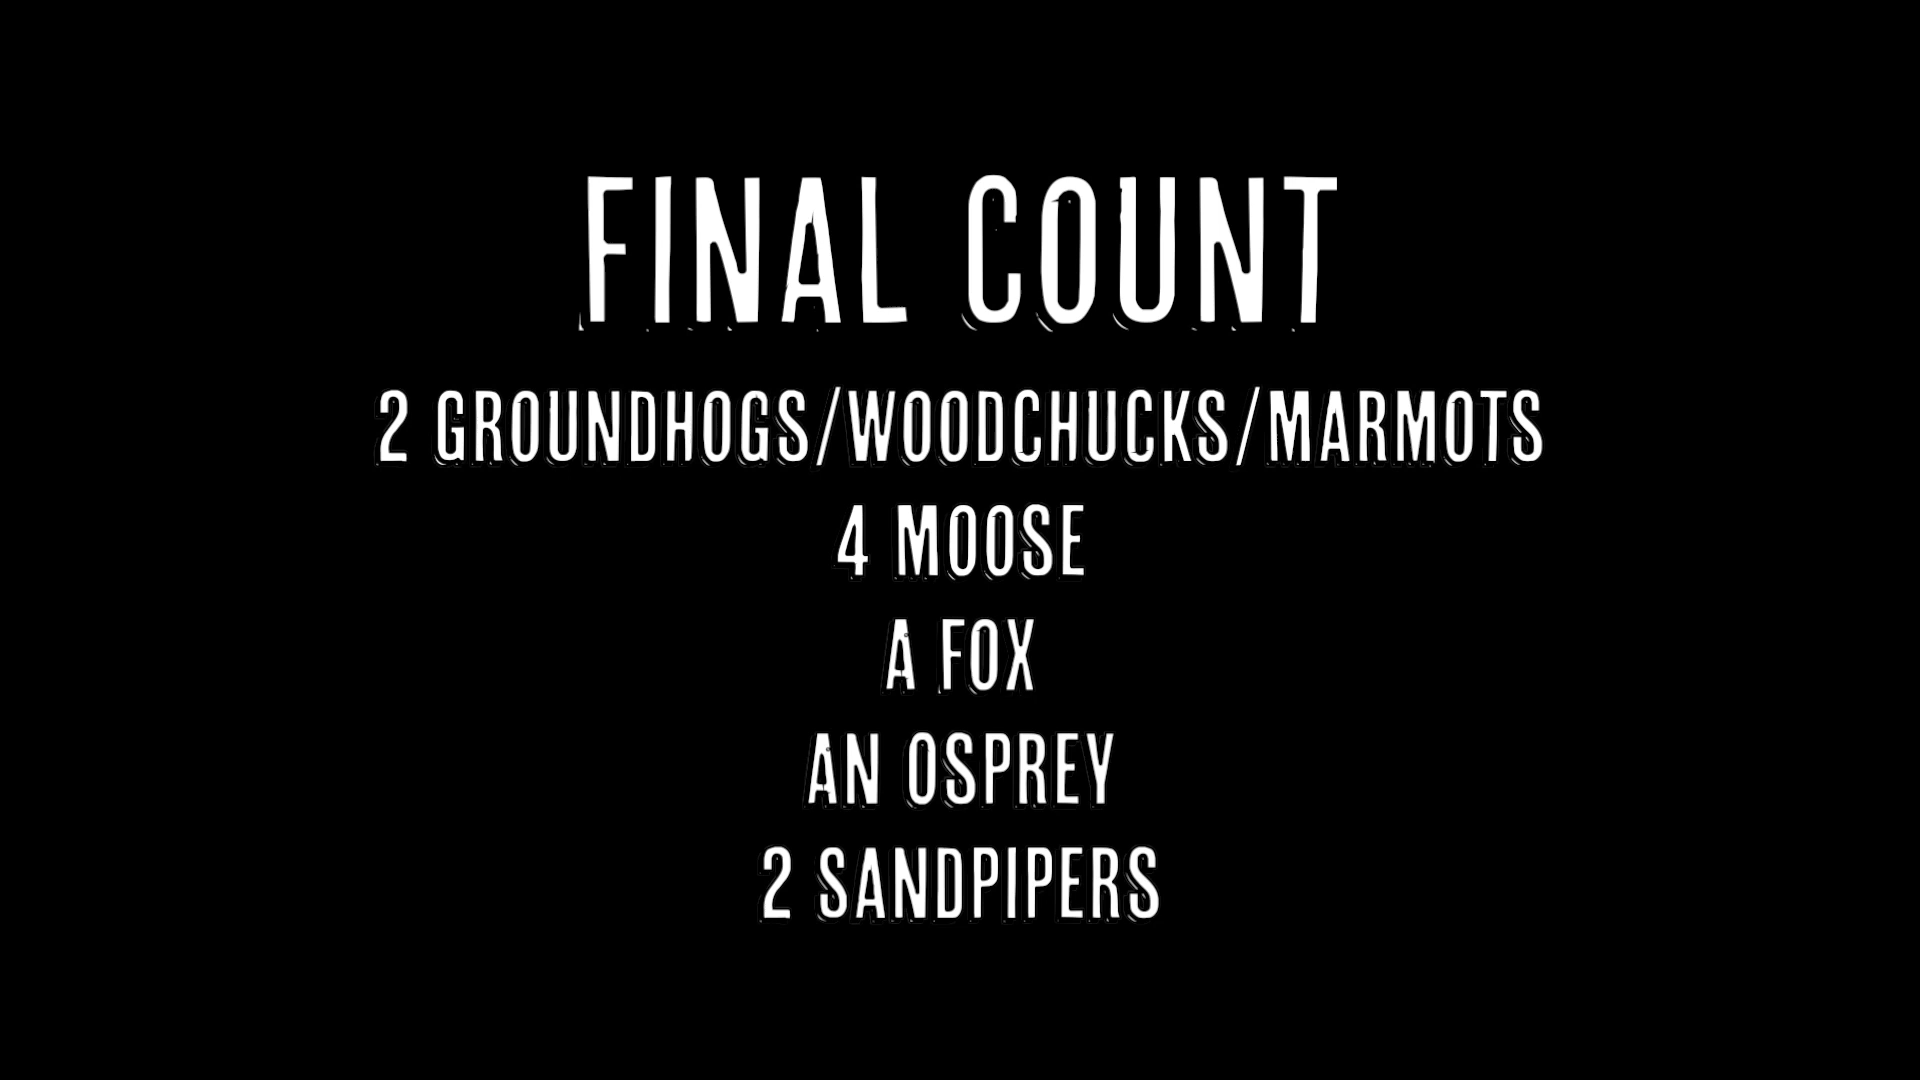 FINAL COUNT
2 GROUNDHOGS/WOODCHUCKS/MARMOTS
4 MOOSE
A FOX
AN OSPREY
2 SANDPIPERS